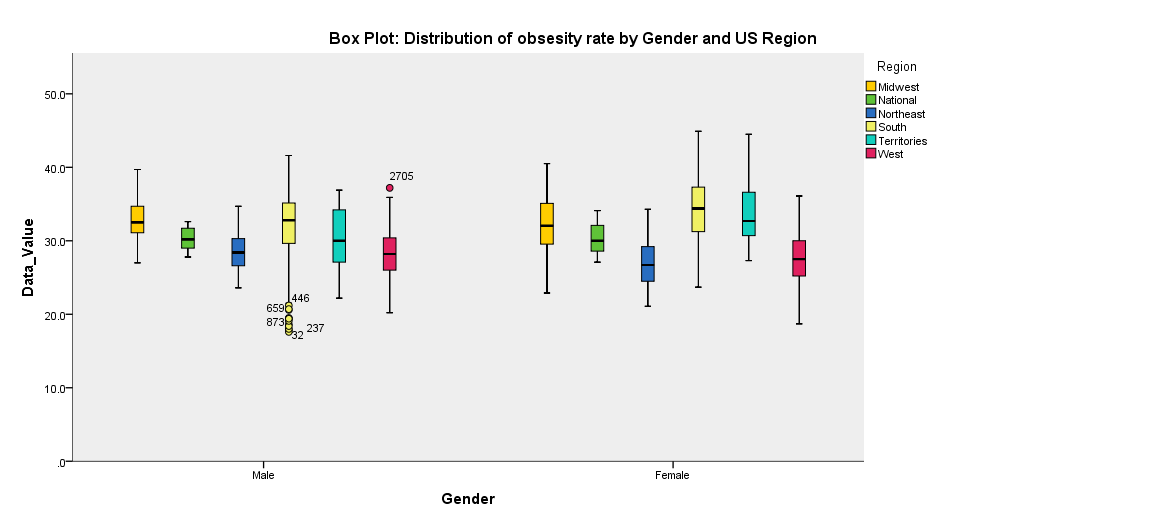 Box Plot: Distribution of obsesity rate by Gender and US Region
Region
Midwest
National
Northeast
South
Territories
West
Data_Value
50.0
40.0
30.0
20.0
10.0
.0
2705
446
659
873
237
32
Male
Female
Gender